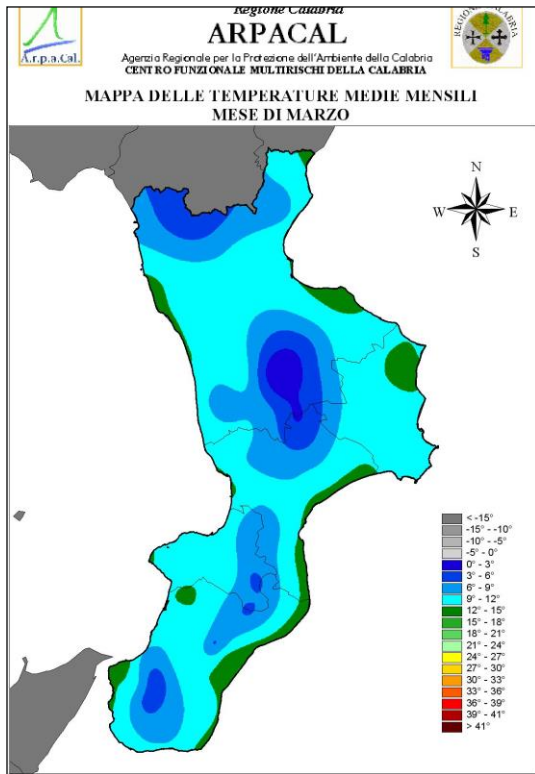 Regione Calabria
ARPACAL
A.r.p.a.Cal.
Agenzia Regionale per la Protezione dell'Ambiente della Calabria
CENTRO FUNZIONALE MULTIRISCHI DELLA CALABRIA
REGIONE CALABRIA
MAPPA DELLE TEMPERATURE MEDIE MENSILI
MESE DI MARZO
N
W
E
S
< -15°
-15° - -10°
-10° - -5°
-5° - 0°
0° - 3°
3° - 6°
6° - 9°
9° - 12°
12° - 15°
15° - 18°
18° - 21°
21° - 24°
24° - 27°
27° - 30°
30° - 33°
33° - 36°
36° - 39°
39° - 41°
> 41°